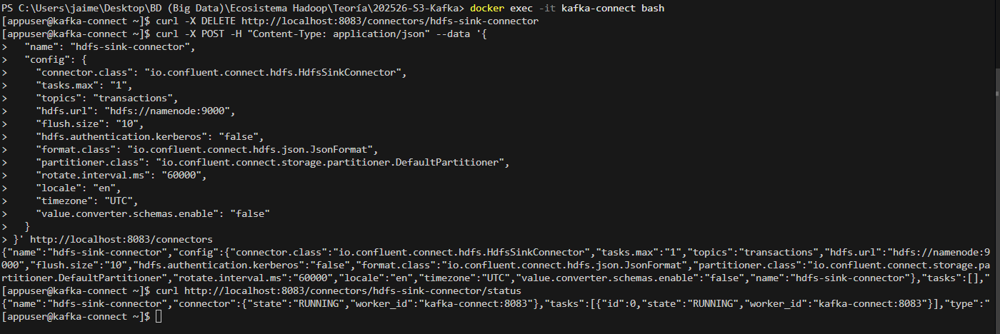 PS C:\Users\jaime\Desktop\BD (Big Data)\Ecosistema Hadoop\Teoría\202526-S3-Kafka> docker exec -it kafka-connect bash
[appuser@kafka-connect ~]$ curl -X DELETE http://localhost:8083/connectors/hdfs-sink-connector
[appuser@kafka-connect ~]$ curl -X POST -H "Content-Type: application/json" --data '{
>   "name": "hdfs-sink-connector",
>   "config": {
>     "connector.class": "io.confluent.connect.hdfs.HdfsSinkConnector",
>     "tasks.max": "1",
>     "topics": "transactions",
>     "hdfs.url": "hdfs://namenode:9000",
>     "flush.size": "10",
>     "hdfs.authentication.kerberos": "false",
>     "format.class": "io.confluent.connect.hdfs.json.JsonFormat",
>     "partitioner.class": "io.confluent.connect.storage.partitioner.DefaultPartitioner",
>     "rotate.interval.ms": "60000",
>     "locale": "en",
>     "timezone": "UTC",
>     "value.converter.schemas.enable": "false"
>   }
> }' http://localhost:8083/connectors
{"name":"hdfs-sink-connector","config":{"connector.class":"io.confluent.connect.hdfs.HdfsSinkConnector","tasks.max":"1","topics":"transactions","hdfs.url":"hdfs://namenode:9
000","flush.size":"10","hdfs.authentication.kerberos":"false","format.class":"io.confluent.connect.hdfs.json.JsonFormat","partitioner.class":"io.confluent.connect.storage.pa
rtitioner.DefaultPartitioner","rotate.interval.ms":"60000","locale":"en","timezone":"UTC","value.converter.schemas.enable":"false","name":"hdfs-sink-connector"},"tasks":[],"
[appuser@kafka-connect ~]$ curl http://localhost:8083/connectors/hdfs-sink-connector/status
{"name":"hdfs-sink-connector","connector":{"state":"RUNNING","worker_id":"kafka-connect:8083"},"tasks":[{"id":0,"state":"RUNNING","worker_id":"kafka-connect:8083"}],"type":"
[appuser@kafka-connect ~]$